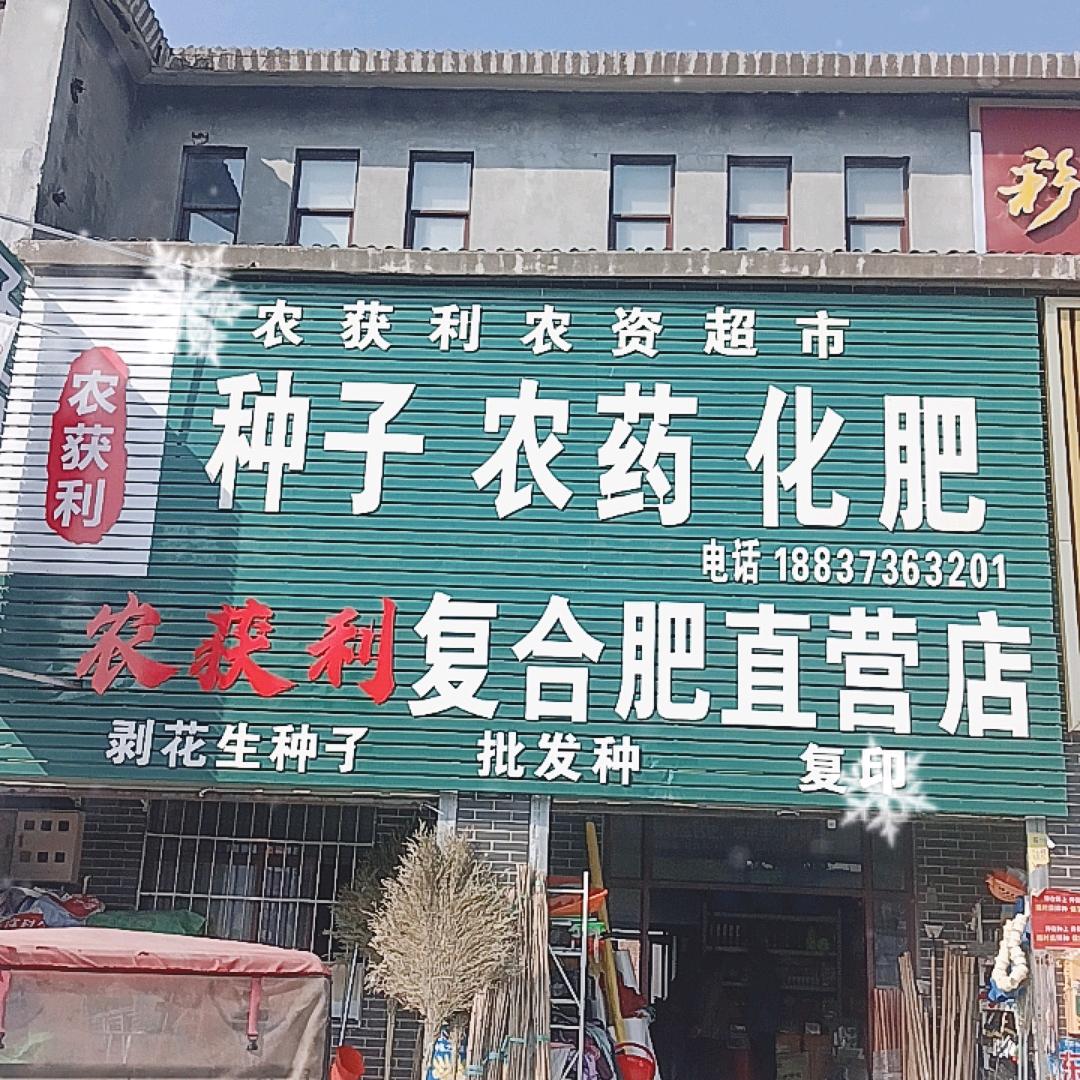 彩
农获利农资超市
农获利
种子 农药 化肥
电话 18837363201
农获利复合肥直营店
剥花生种子 批发种 复印